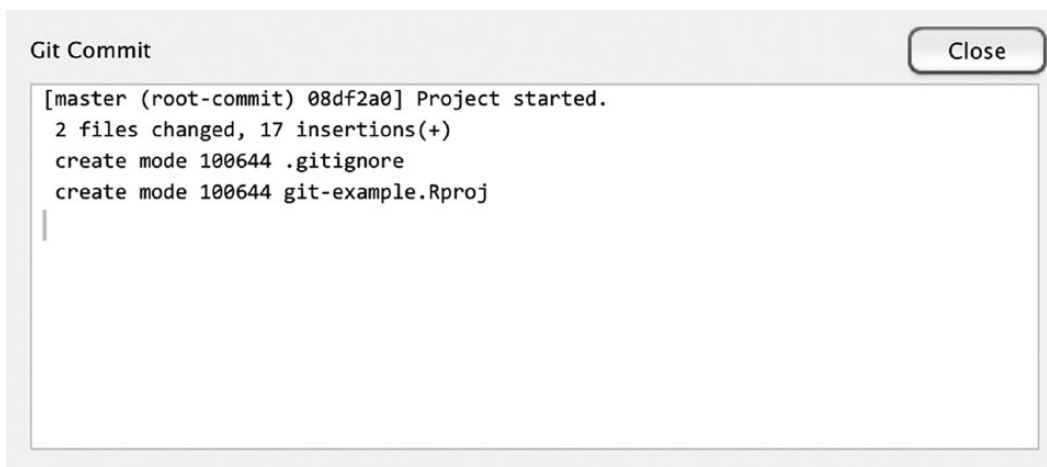 Git Commit
Close
[master (root-commit) 08df2a0] Project started.
2 files changed, 17 insertions(+)
create mode 100644 .gitignore
create mode 100644 git-example.Rproj